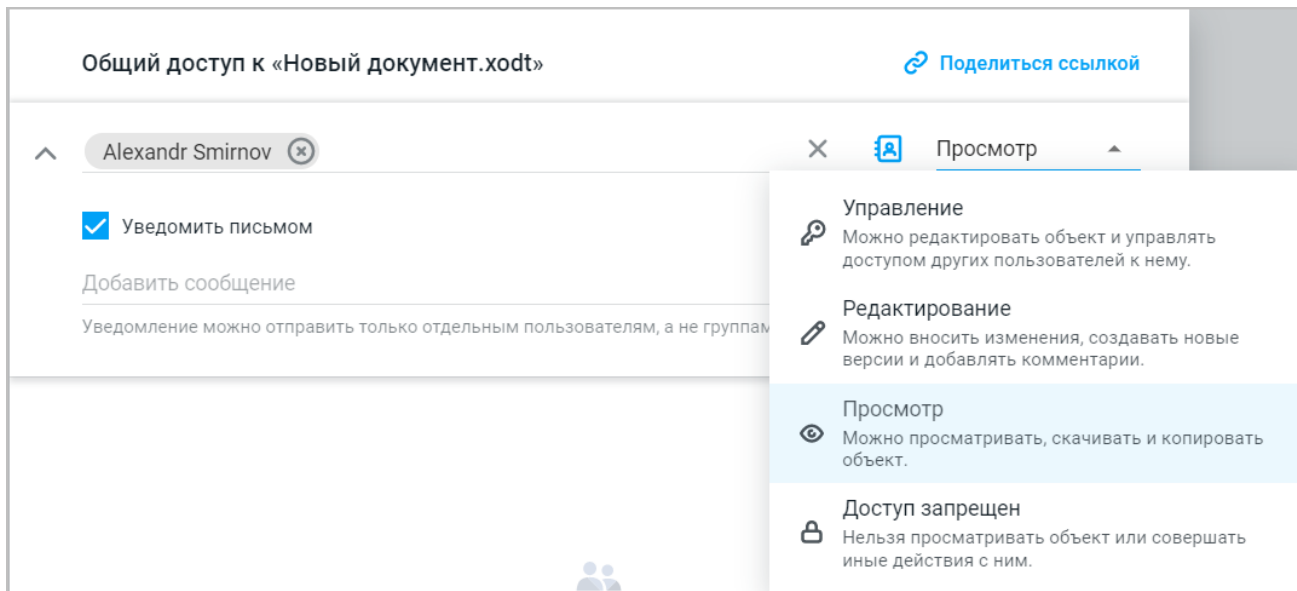 Общий доступ к «Новый документ.xodt»
Поделиться ссылкой
Alexandr Smirnov
Просмотр
Уведомить письмом
Добавить сообщение
Уведомление можно отправить только отдельным пользователям, а не группам
Управление
Можно редактировать объект и управлять
доступом других пользователей к нему.
Редактирование
Можно вносить изменения, создавать новые
версии и добавлять комментарии.
Просмотр
Можно просматривать, скачивать и копировать
объект.
Доступ запрещен
Нельзя просматривать объект или совершать
иные действия с ним.